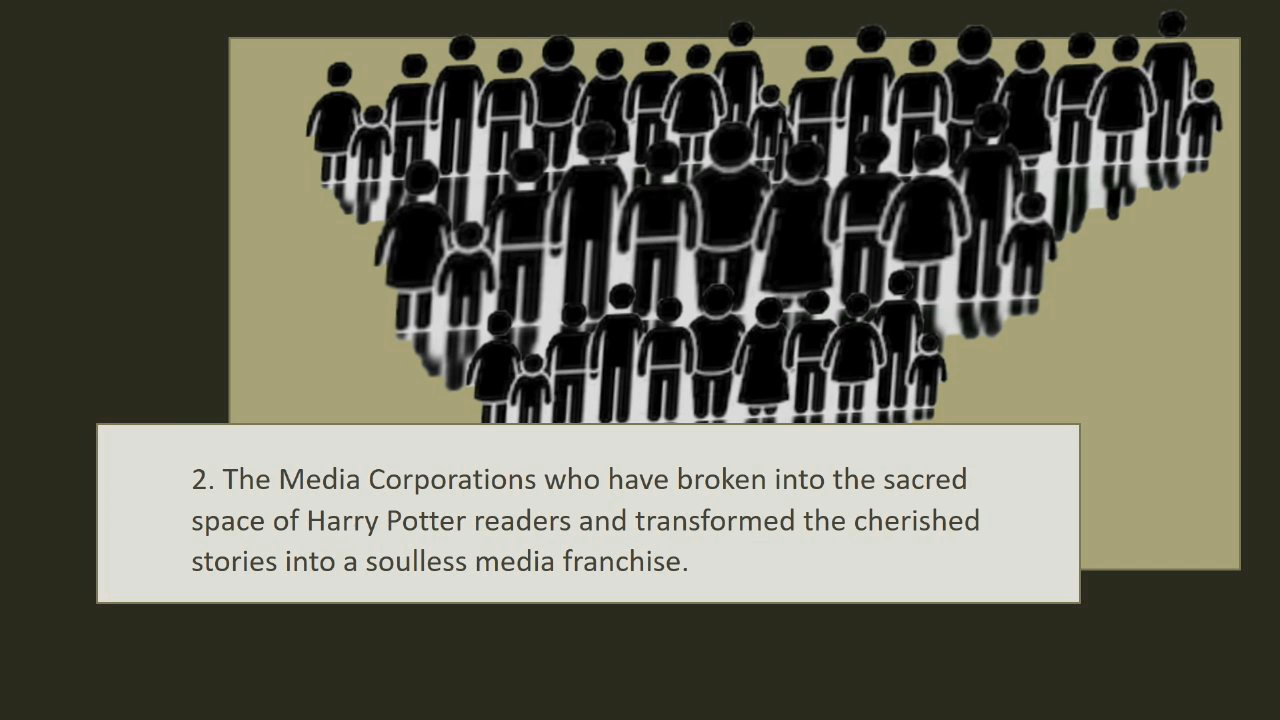 2. The Media Corporations who have broken into the sacred
space of Harry Potter readers and transformed the cherished
stories into a soulless media franchise.